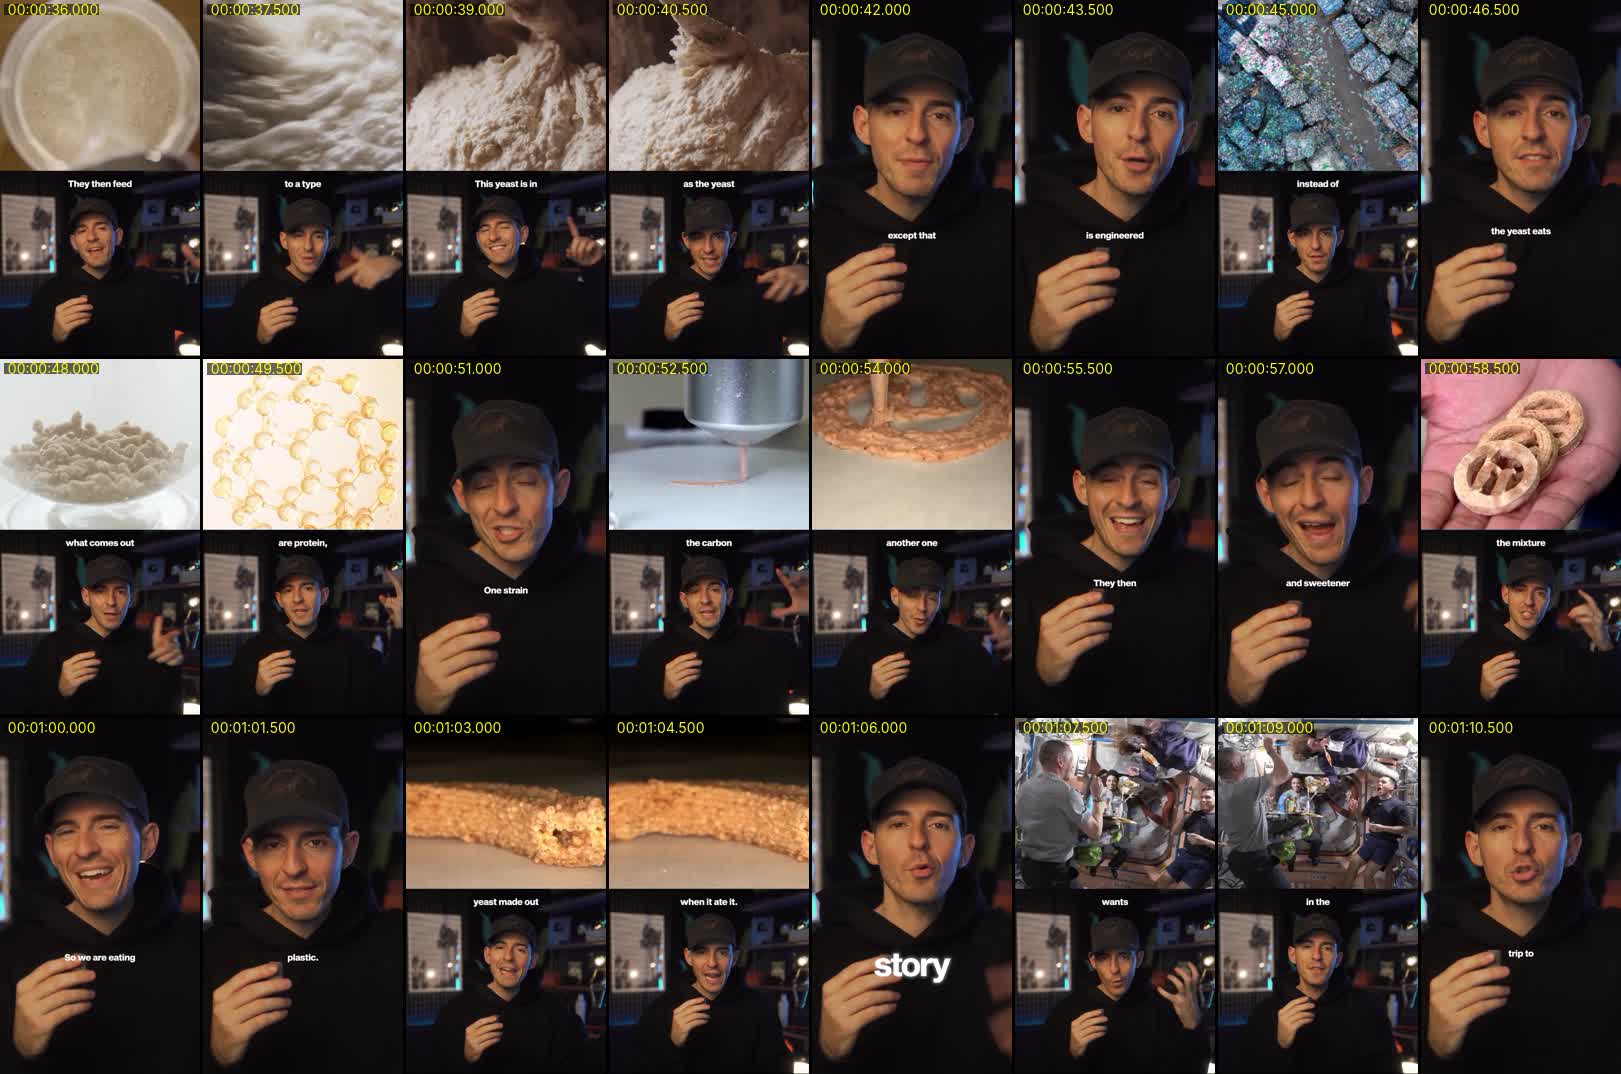 00:00:36.000
00:00:37.500
00:00:39.000
00:00:40.500
00:00:42.000
00:00:43.500
00:00:45.000
00:00:46.500
They then feed
to a type
This yeast is in
as the yeast
except that
is engineered
instead of
the yeast eats
00:00:48.000
00:00:49.500
00:00:51.000
00:00:52.500
00:00:54.000
00:00:55.500
00:00:57.000
00:00:58.500
what comes out
are protein,
One strain
the carbon
another one
They then
and sweetener
the mixture
00:01:00.000
00:01:01.500
00:01:03.000
00:01:04.500
00:01:06.000
00:01:07.500
00:01:09.000
00:01:10.500
So we are eating
plastic.
yeast made out
when it ate it.
story
wants
in the
trip to